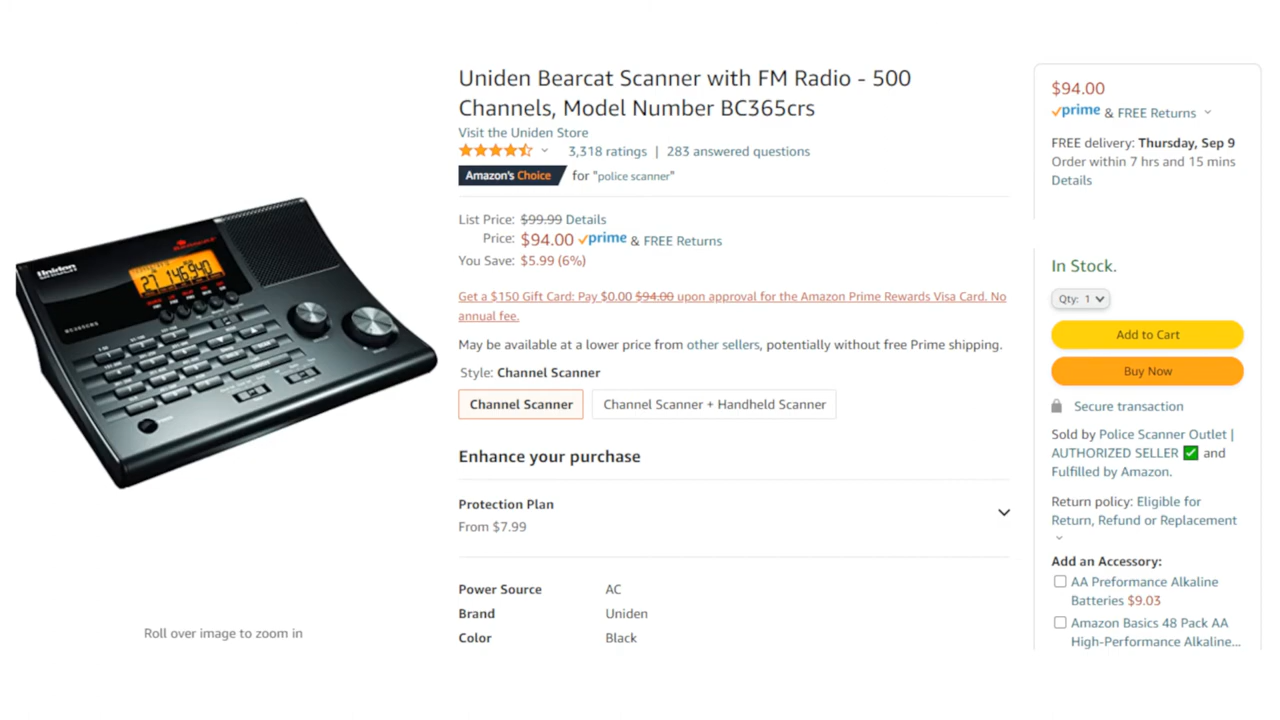 Uniden Bearcat Scanner with FM Radio - 500
Channels, Model Number BC365crs
Visit the Uniden Store
3,318 ratings | 283 answered questions
Amazon's Choice for "police scanner"
List Price: $99.99 Details
Price: $94.00 prime & FREE Returns
You Save: $5.99 (6%)
Get a $150 Gift Card: Pay $0.00 $94.00 upon approval for the Amazon Prime Rewards Visa Card. No
annual fee.
May be available at a lower price from other sellers, potentially without free Prime shipping.
Style: Channel Scanner
Channel Scanner
Channel Scanner + Handheld Scanner
Enhance your purchase
Protection Plan
From $7.99
Power Source AC
Brand Uniden
Color Black
Uniden
27 146.940
BC365CRS
Roll over image to zoom in
$94.00
prime & FREE Returns
FREE delivery: Thursday, Sep 9
Order within 7 hrs and 15 mins
Details
In Stock.
Qty: 1
Add to Cart
Buy Now
Secure transaction
Sold by Police Scanner Outlet |
AUTHORIZED SELLER ✅ and
Fulfilled by Amazon.
Return policy: Eligible for
Return, Refund or Replacement
Add an Accessory:
AA Preformance Alkaline
Batteries $9.03
Amazon Basics 48 Pack AA
High-Performance Alkaline...